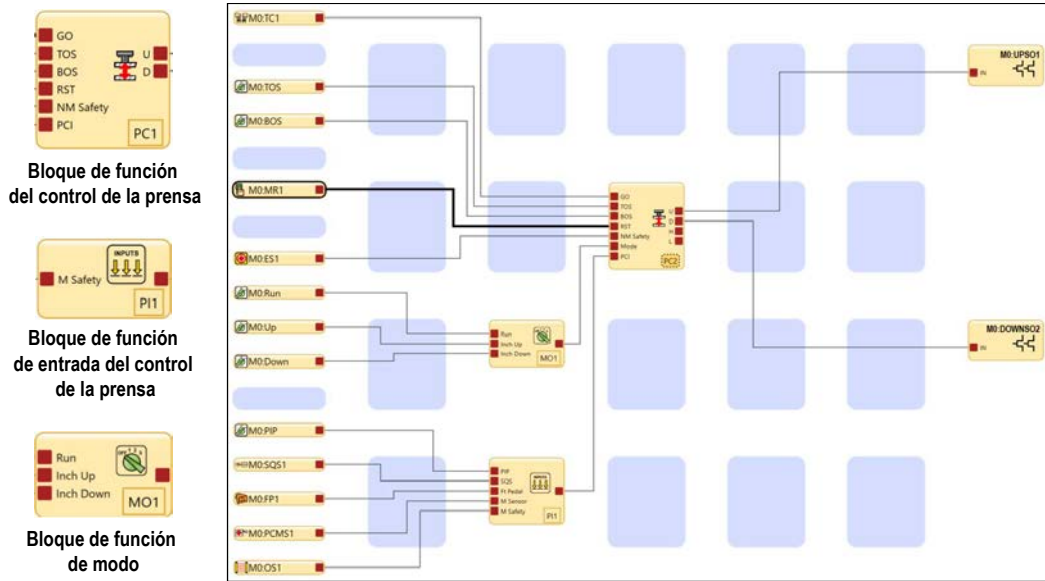 GO
TOS
BOS
RST
NM Safety
PCI
U
D
PC1
Bloque de función
del control de la prensa
INPUTS
M Safety
PI1
Bloque de función
de entrada del control
de la prensa
Run
Inch Up
Inch Down
MO1
Bloque de función
de modo
M0:TC1
M0:TOS
M0:BOS
M0:MR1
M0:ES1
M0:Run
M0:Up
M0:Down
M0:PIP
M0:SQS1
M0:FP1
M0:PCMS1
M0:OS1
Run
Inch Up
Inch Down
MO1
PIP
SQS
Ft Pedal
M Sensor
M Safety
INPUTS
PI1
GO
TOS
BOS
RST
NM Safety
Mode
PCI
U
D
H
L
PC2
M0:UPSO1
IN
M0:DOWNSO2
IN